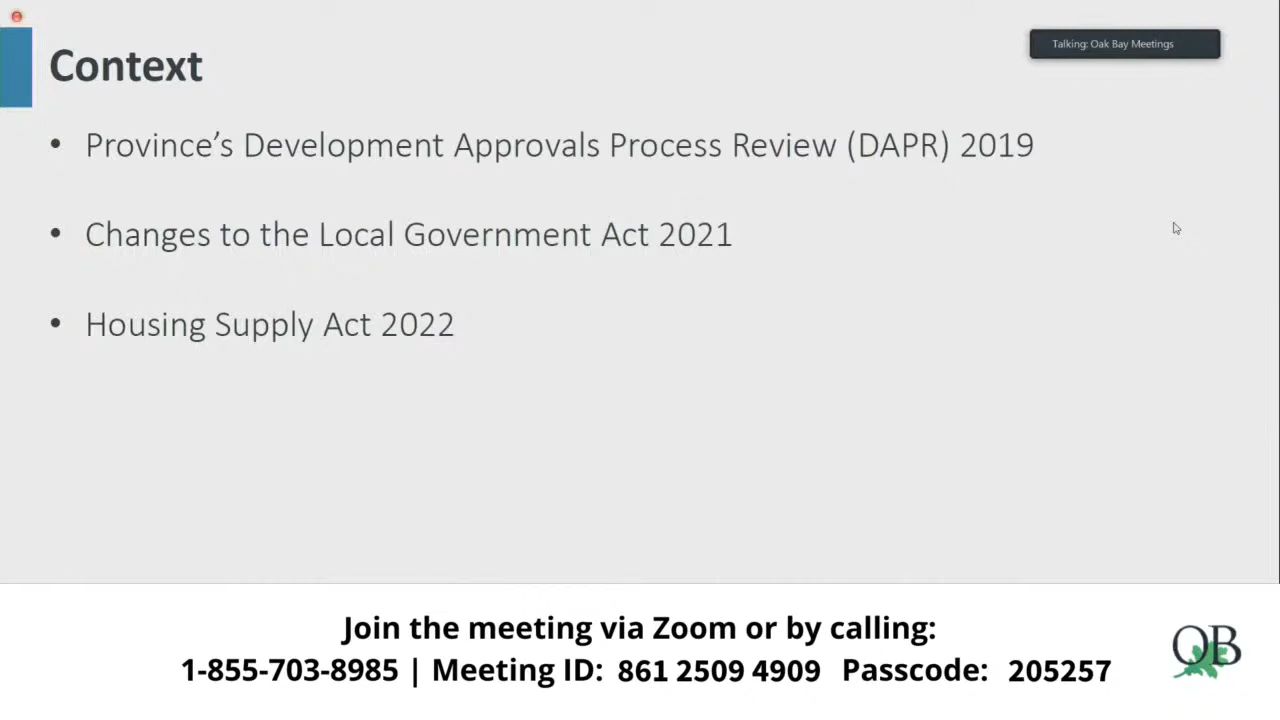 Context
Talking: Oak Bay Meetings
• Province’s Development Approvals Process Review (DAPR) 2019
• Changes to the Local Government Act 2021
• Housing Supply Act 2022
Join the meeting via Zoom or by calling:
1-855-703-8985 | Meeting ID: 861 2509 4909 Passcode: 205257
OB